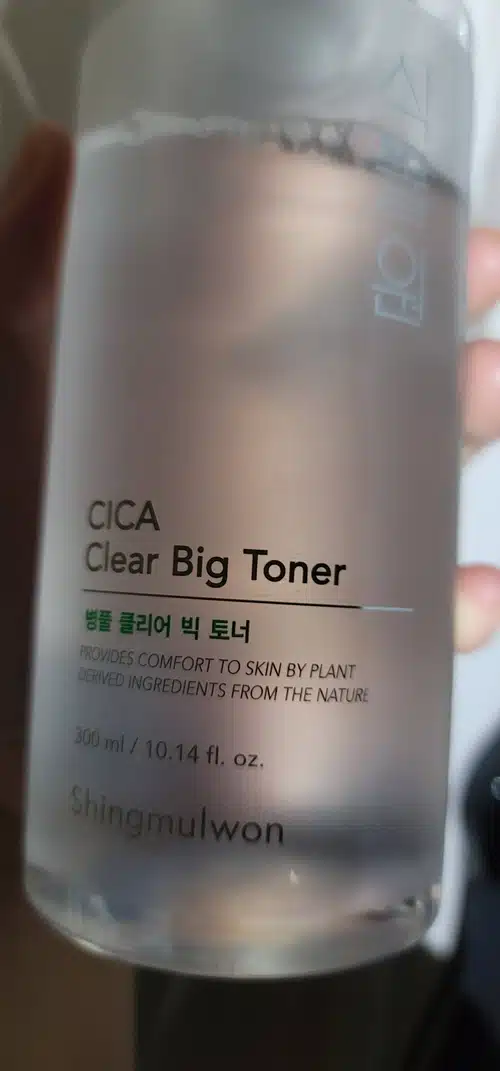 CICA
Clear Big Toner
병풀 클리어 빅 토너
PROVIDES COMFORT TO SKIN BY PLANT
DERIVED INGREDIENTS FROM THE NATURE
300 ml / 10.14 fl. oz.
Shingmulwon